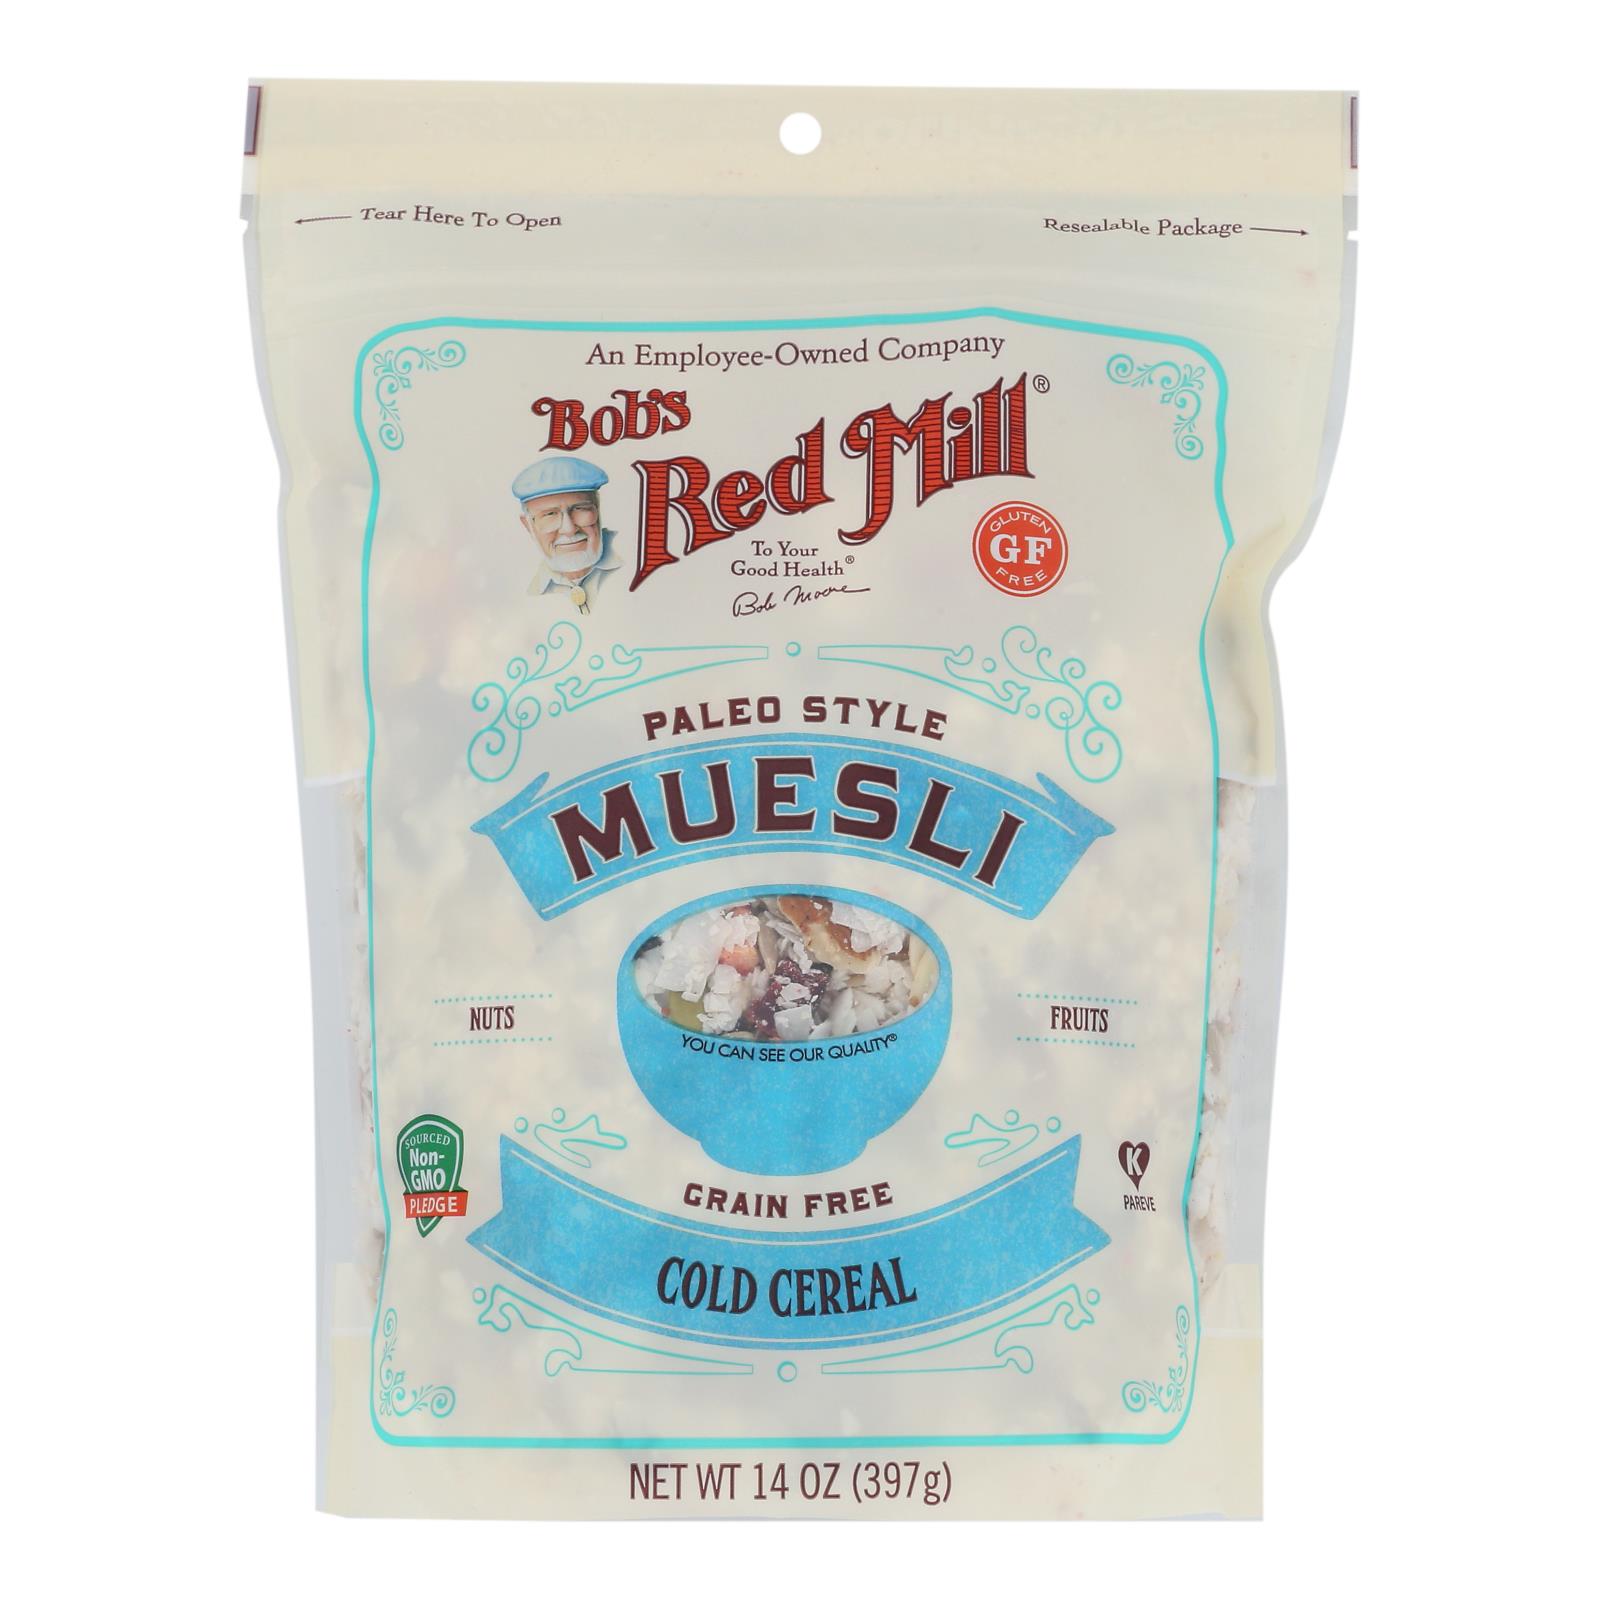 Tear Here To Open
Resealable Package
An Employee-Owned Company
Bob's
Red Mill®
To Your
Good Health®
Bob Moore
GLUTEN
GF
FREE
PALEO STYLE
MUESLI
NUTS
FRUITS
YOU CAN SEE OUR QUALITY®
SOURCED
Non-
GMO
PLEDGE
K
PAREVE
GRAIN FREE
COLD CEREAL
NET WT 14 OZ (397g)